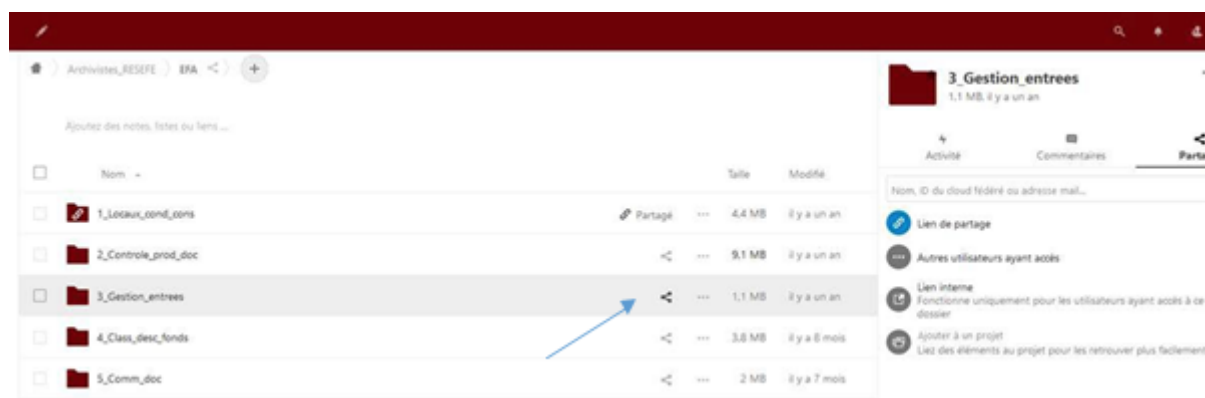 Archivistes_RESEFE EFA +
Ajoutez des notes, listes ou liens ...
Nom Taille Modifié
1_Locaux_cond_cons Partagé ... 4,4 MB il y a un an
2_Controle_prod_doc ... 9,1 MB il y a un an
3_Gestion_entrees ... 1,1 MB il y a un an
4_Class_desc_fonds ... 3,8 MB il y a 8 mois
5_Comm_doc ... 2 MB il y a 7 mois
3_Gestion_entrees
1,1 MB, il y a un an
Activité Commentaires Parta
Nom, ID du cloud fédéré ou adresse mail...
Lien de partage
Autres utilisateurs ayant accès
Lien interne
Fonctionne uniquement pour les utilisateurs ayant accès à ce
dossier
Ajouter à un projet
Liez des éléments au projet pour les retrouver plus facilement